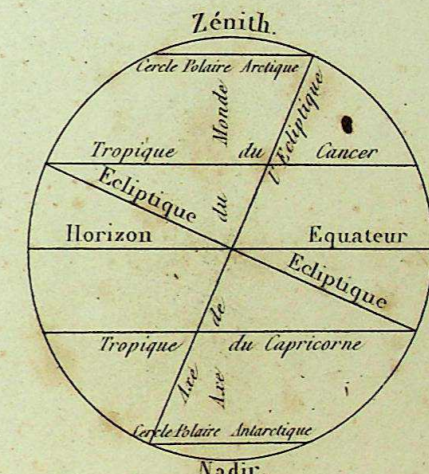 Zénith.
Cercle Polaire Arctique
Tropique du Cancer
Ecliptique
Horizon Equateur
Ecliptique
Tropique du Capricorne
Axe du Monde
Axe de l'Ecliptique
Cercle Polaire Antarctique
Nadir